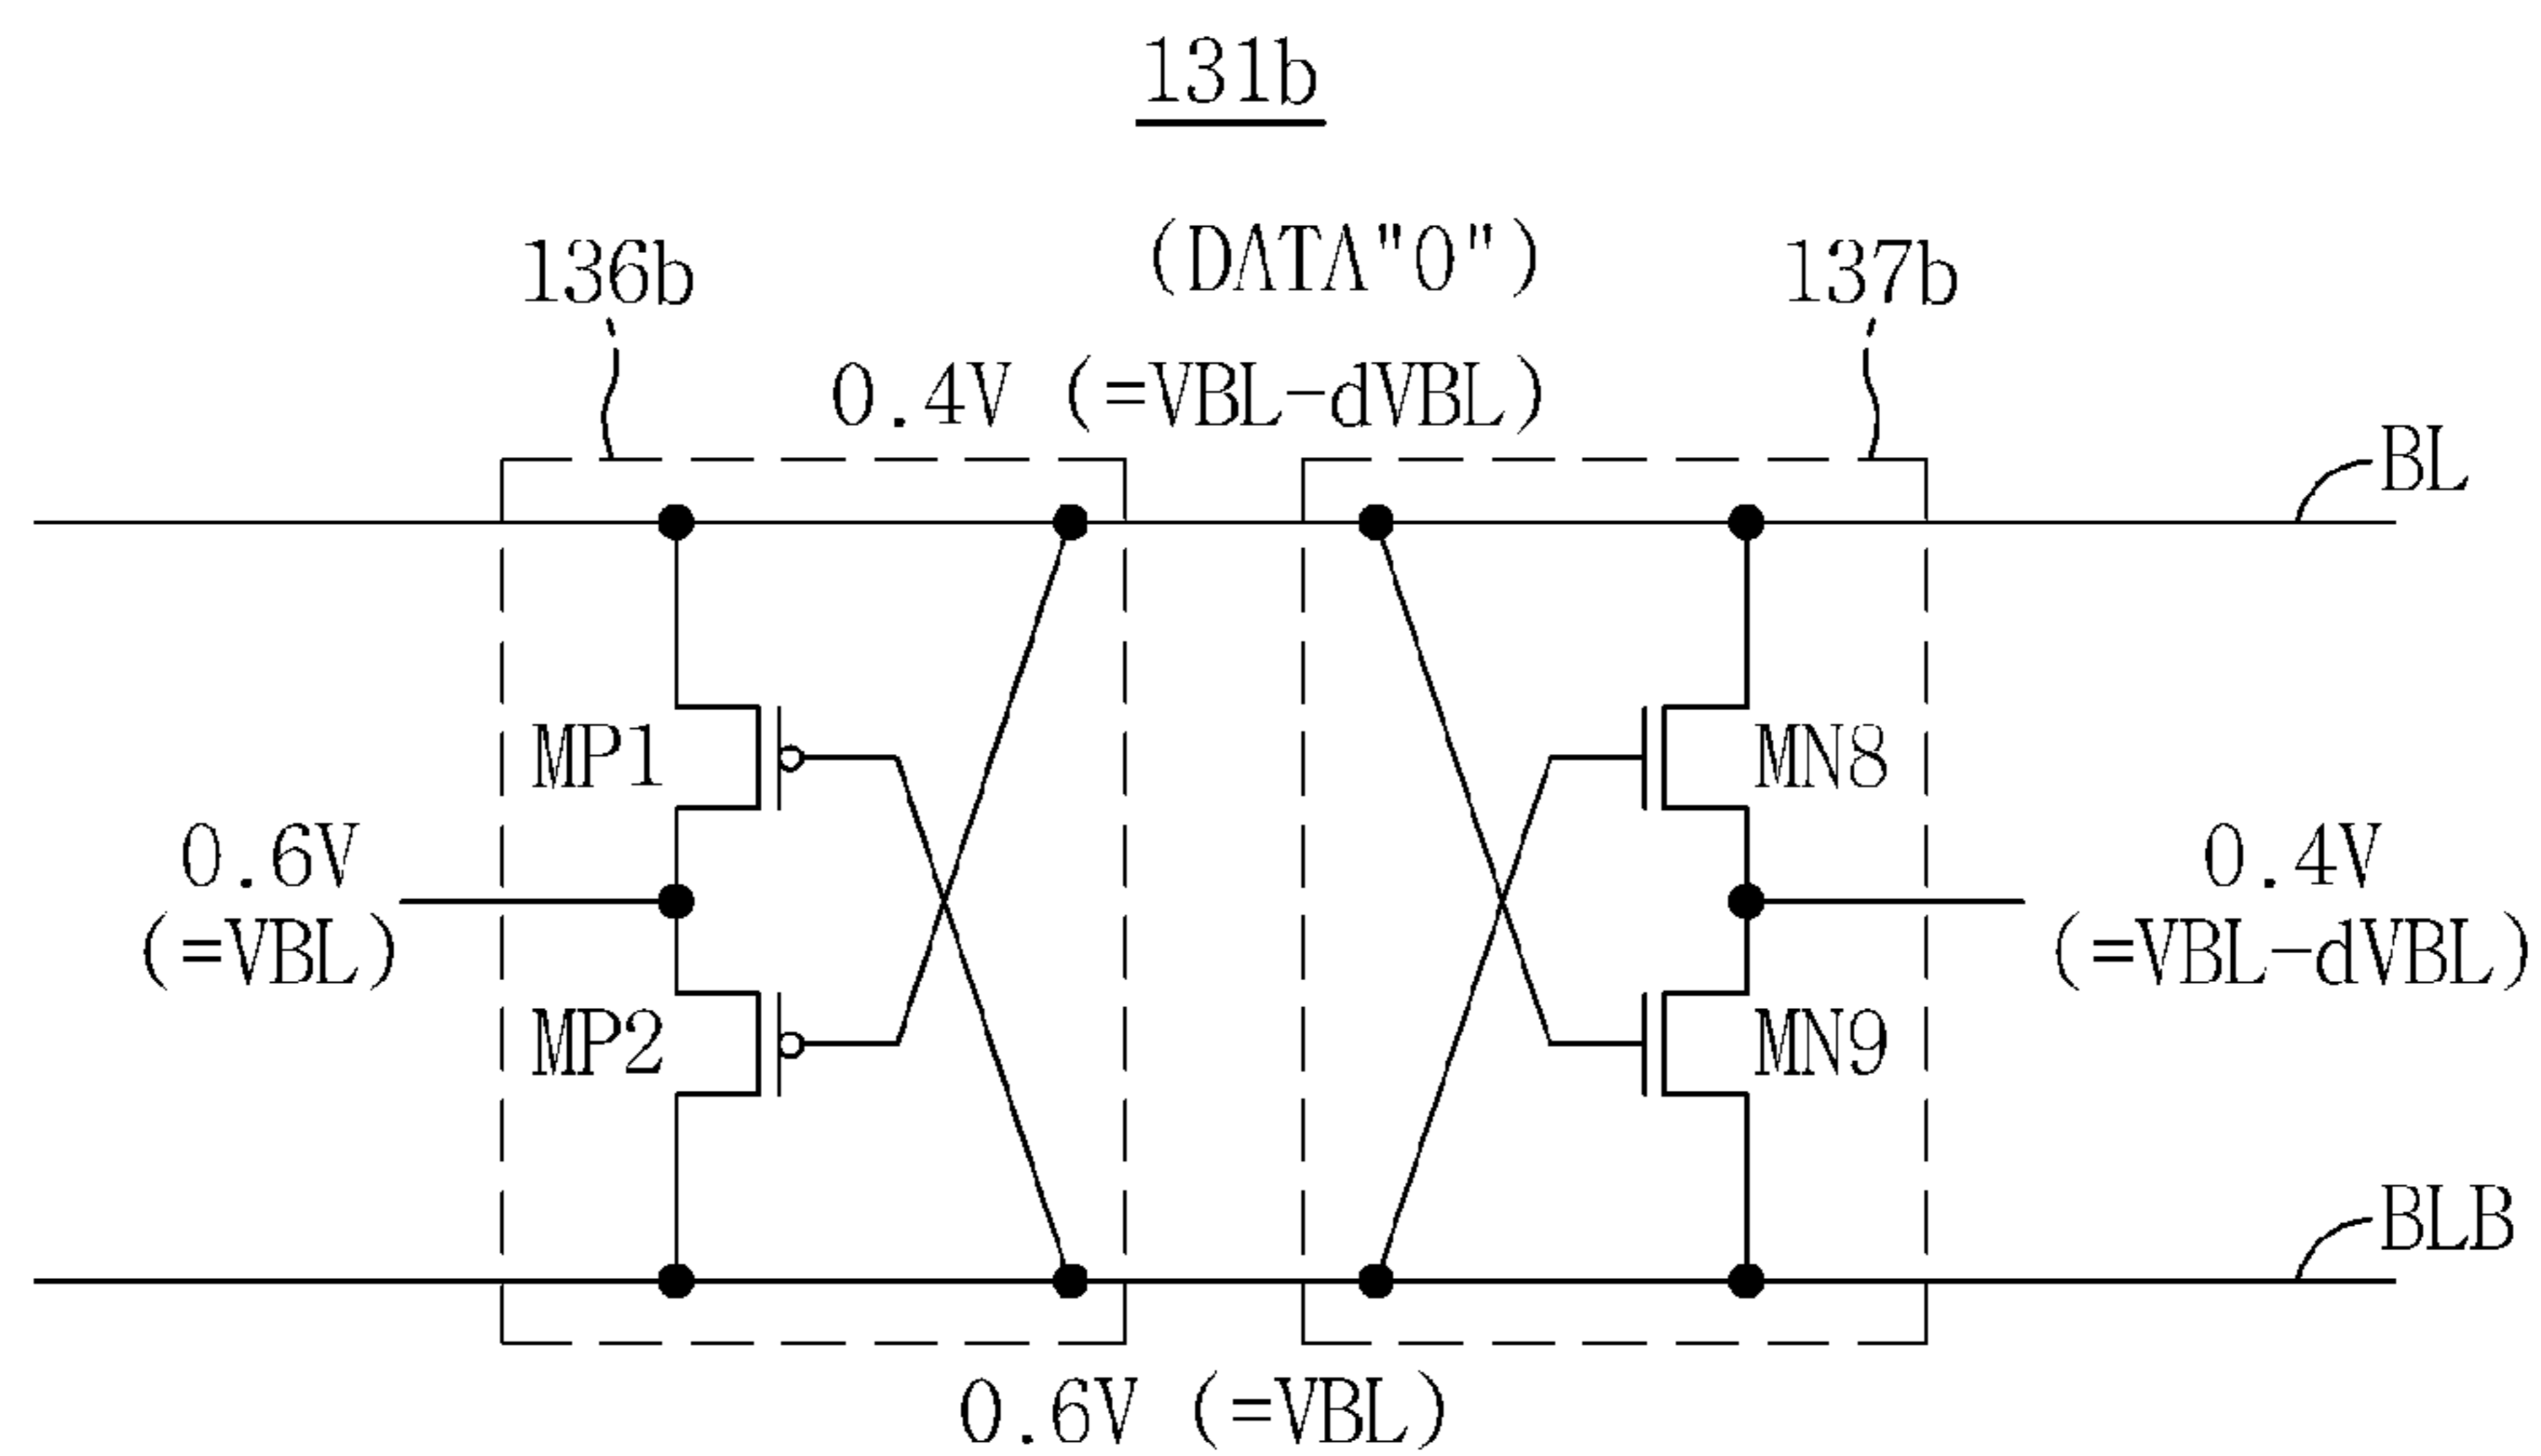 131b
(DATA"0")
136b
137b
0.4V (=VBL-dVBL)
BL
MP1
MN8
0.6V
(=VBL)
0.4V
(=VBL-dVBL)
MP2
MN9
BLB
0.6V (=VBL)